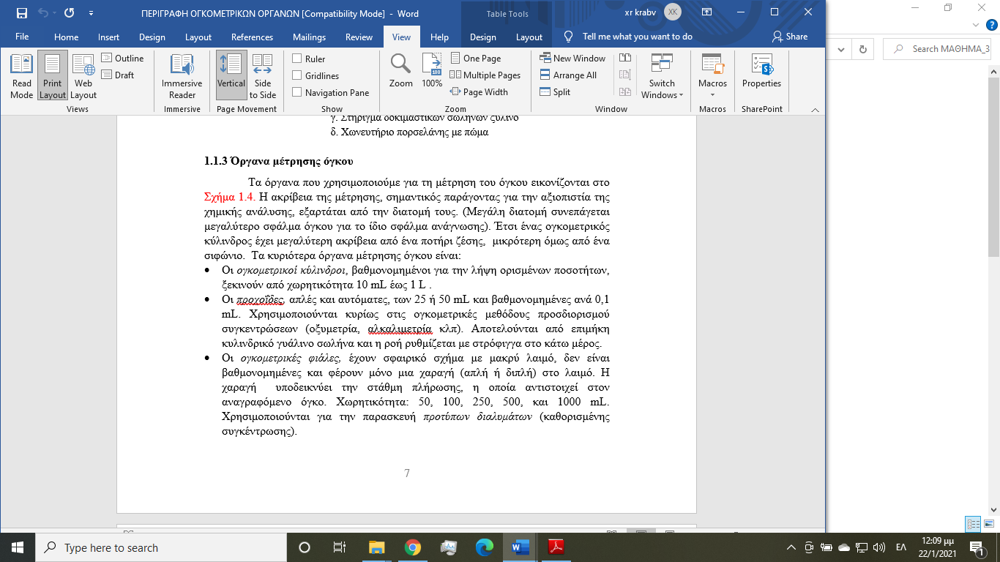 ΠΕΡΙΓΡΑΦΗ ΟΓΚΟΜΕΤΡΙΚΩΝ ΟΡΓΑΝΩΝ [Compatibility Mode] - Word
Table Tools
xr krabv
XK
File
Home
Insert
Design
Layout
References
Mailings
Review
View
Help
Design
Layout
Tell me what you want to do
Share
Search ΜΑΘΗΜΑ_3
Read Mode
Print Layout
Web Layout
Outline
Draft
Views
Immersive Reader
Immersive
Vertical
Side to Side
Page Movement
Ruler
Gridlines
Navigation Pane
Show
Zoom
100%
One Page
Multiple Pages
Page Width
Zoom
New Window
Arrange All
Split
Switch Windows
Window
Macros
Macros
Properties
SharePoint
γ. Στήριγμα δοκιμαστικών σωλήνων ξύλινο
δ. Χωνευτήριο πορσελάνης με πώμα
1.1.3 Όργανα μέτρησης όγκου
Τα όργανα που χρησιμοποιούμε για τη μέτρηση του όγκου εικονίζονται στο
Σχήμα 1.4. Η ακρίβεια της μέτρησης, σημαντικός παράγοντας για την αξιοπιστία της
χημικής ανάλυσης, εξαρτάται από την διατομή τους. (Μεγάλη διατομή συνεπάγεται
μεγαλύτερο σφάλμα όγκου για το ίδιο σφάλμα ανάγνωσης). Έτσι ένας ογκομετρικός
κύλινδρος έχει μεγαλύτερη ακρίβεια από ένα ποτήρι ζέσης, μικρότερη όμως από ένα
σιφώνιο. Τα κυριότερα όργανα μέτρησης όγκου είναι:
• Οι ογκομετρικοί κύλινδροι, βαθμονομημένοι για την λήψη ορισμένων ποσοτήτων,
ξεκινούν από χωρητικότητα 10 mL έως 1 L .
• Οι προχοΐδες, απλές και αυτόματες, των 25 ή 50 mL και βαθμονομημένες ανά 0,1
mL. Χρησιμοποιούνται κυρίως στις ογκομετρικές μεθόδους προσδιορισμού
συγκεντρώσεων (οξυμετρία, αλκαλιμετρία κλπ). Αποτελούνται από επιμήκη
κυλινδρικό γυάλινο σωλήνα και η ροή ρυθμίζεται με στρόφιγγα στο κάτω μέρος.
• Οι ογκομετρικές φιάλες, έχουν σφαιρικό σχήμα με μακρύ λαιμό, δεν είναι
βαθμονομημένες και φέρουν μόνο μια χαραγή (απλή ή διπλή) στο λαιμό. Η
χαραγή υποδεικνύει την στάθμη πλήρωσης, η οποία αντιστοιχεί στον
αναγραφόμενο όγκο. Χωρητικότητα: 50, 100, 250, 500, και 1000 mL.
Χρησιμοποιούνται για την παρασκευή προτύπων διαλυμάτων (καθορισμένης
συγκέντρωσης).
7
Type here to search
ΕΛ
12:09 μμ
22/1/2021
1